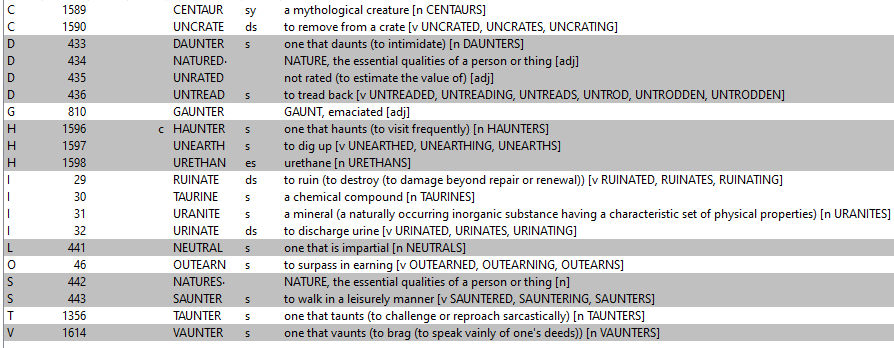 C 1589 CENTAUR sy a mythological creature [n CENTAURS]
C 1590 UNCRATE ds to remove from a crate [v UNCRATED, UNCRATES, UNCRATING]
D 433 DAUNTER s one that daunts (to intimidate) [n DAUNTERS]
D 434 NATURED· NATURE, the essential qualities of a person or thing [adj]
D 435 UNRATED not rated (to estimate the value of) [adj]
D 436 UNTREAD s to tread back [v UNTREADED, UNTREADING, UNTREADS, UNTROD, UNTRODDEN, UNTRODDEN]
G 810 GAUNTER GAUNT, emaciated [adj]
H 1596 c HAUNTER s one that haunts (to visit frequently) [n HAUNTERS]
H 1597 UNEARTH s to dig up [v UNEARTHED, UNEARTHING, UNEARTHS]
H 1598 URETHAN es urethane [n URETHANS]
I 29 RUINATE ds to ruin (to destroy (to damage beyond repair or renewal)) [v RUINATED, RUINATES, RUINATING]
I 30 TAURINE s a chemical compound [n TAURINES]
I 31 URANITE s a mineral (a naturally occurring inorganic substance having a characteristic set of physical properties) [n URANITES]
I 32 URINATE ds to discharge urine [v URINATED, URINATES, URINATING]
L 441 NEUTRAL s one that is impartial [n NEUTRALS]
O 46 OUTEARN s to surpass in earning [v OUTEARNED, OUTEARNING, OUTEARNS]
S 442 NATURES· NATURE, the essential qualities of a person or thing [n]
S 443 SAUNTER s to walk in a leisurely manner [v SAUNTERED, SAUNTERING, SAUNTERS]
T 1356 TAUNTER s one that taunts (to challenge or reproach sarcastically) [n TAUNTERS]
V 1614 VAUNTER s one that vaunts (to brag (to speak vainly of one's deeds)) [n VAUNTERS]